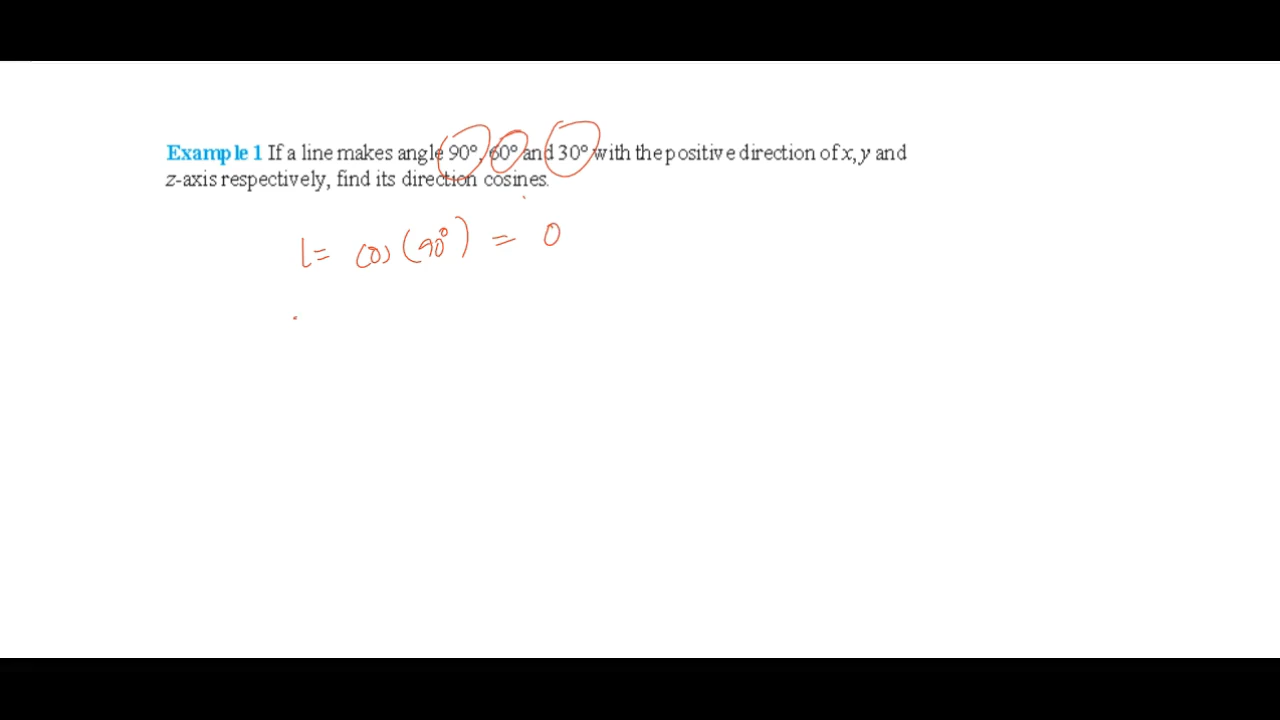 Example 1 If a line makes angle 90°, 60° and 30° with the positive direction of x, y and
z-axis respectively, find its direction cosines.
l = cos (90°) = 0